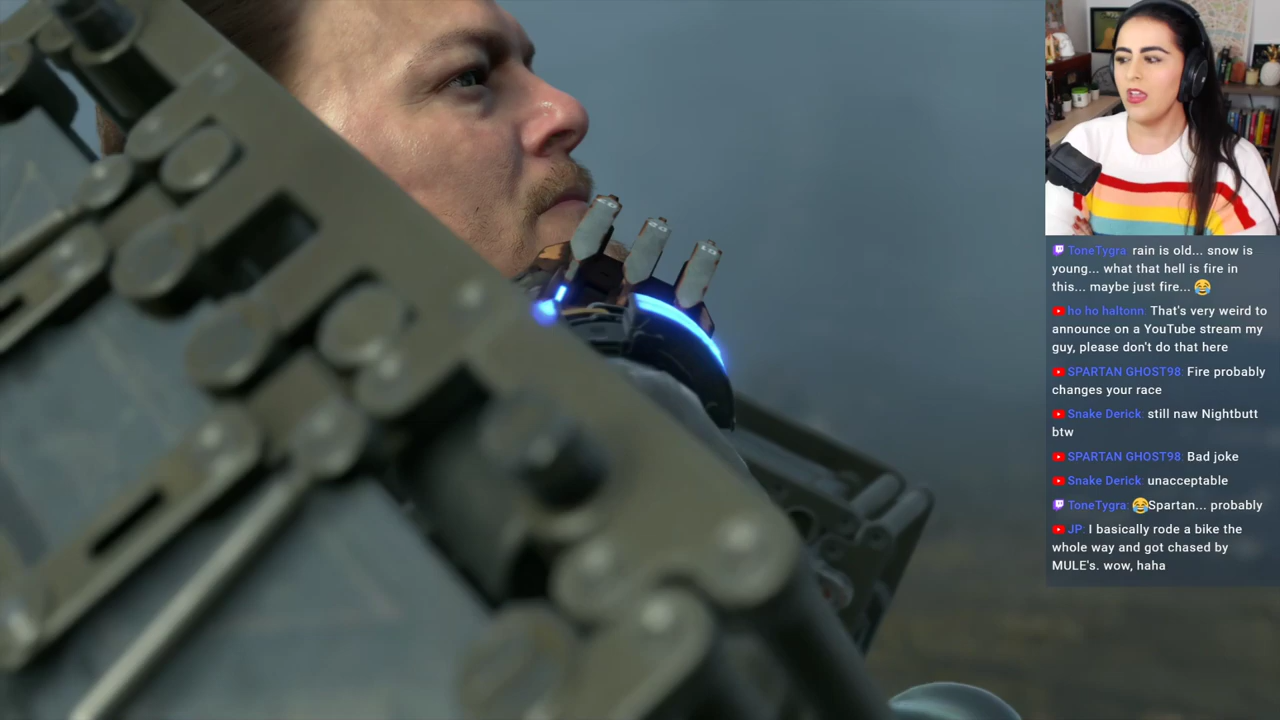 ToneTygra: rain is old... snow is
young... what that hell is fire in
this... maybe just fire... 😂
ho ho haltonn: That's very weird to
announce on a YouTube stream my
guy, please don't do that here
SPARTAN GHOST98: Fire probably
changes your race
Snake Derick: still naw Nightbutt
btw
SPARTAN GHOST98: Bad joke
Snake Derick: unacceptable
ToneTygra: 😂Spartan... probably
JP: I basically rode a bike the
whole way and got chased by
MULE's. wow, haha